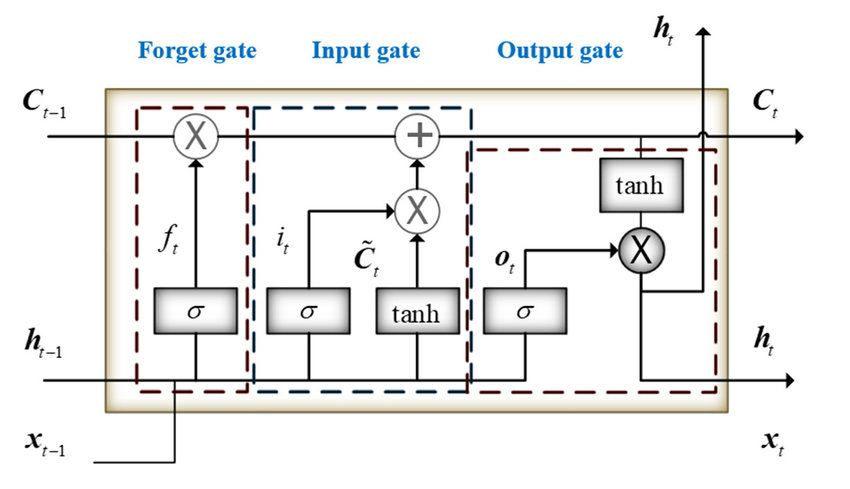 h_t
Forget gate Input gate Output gate
C_{t-1} C_t
X +
tanh
f_t i_t X
C̃_t o_t X
σ σ tanh σ
h_{t-1} h_t
x_{t-1} x_t